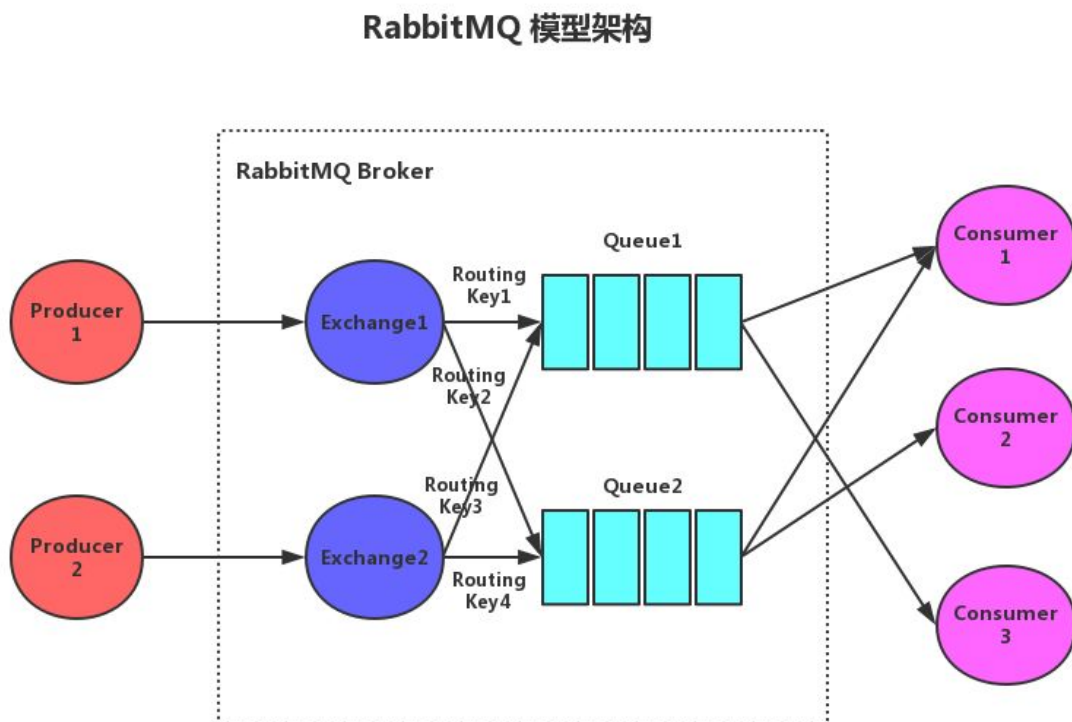 RabbitMQ 模型架构
RabbitMQ Broker
Producer
1
Exchange1
Routing
Key1
Queue1
Consumer
1
Routing
Key2
Consumer
2
Producer
2
Exchange2
Routing
Key3
Routing
Key4
Queue2
Consumer
3